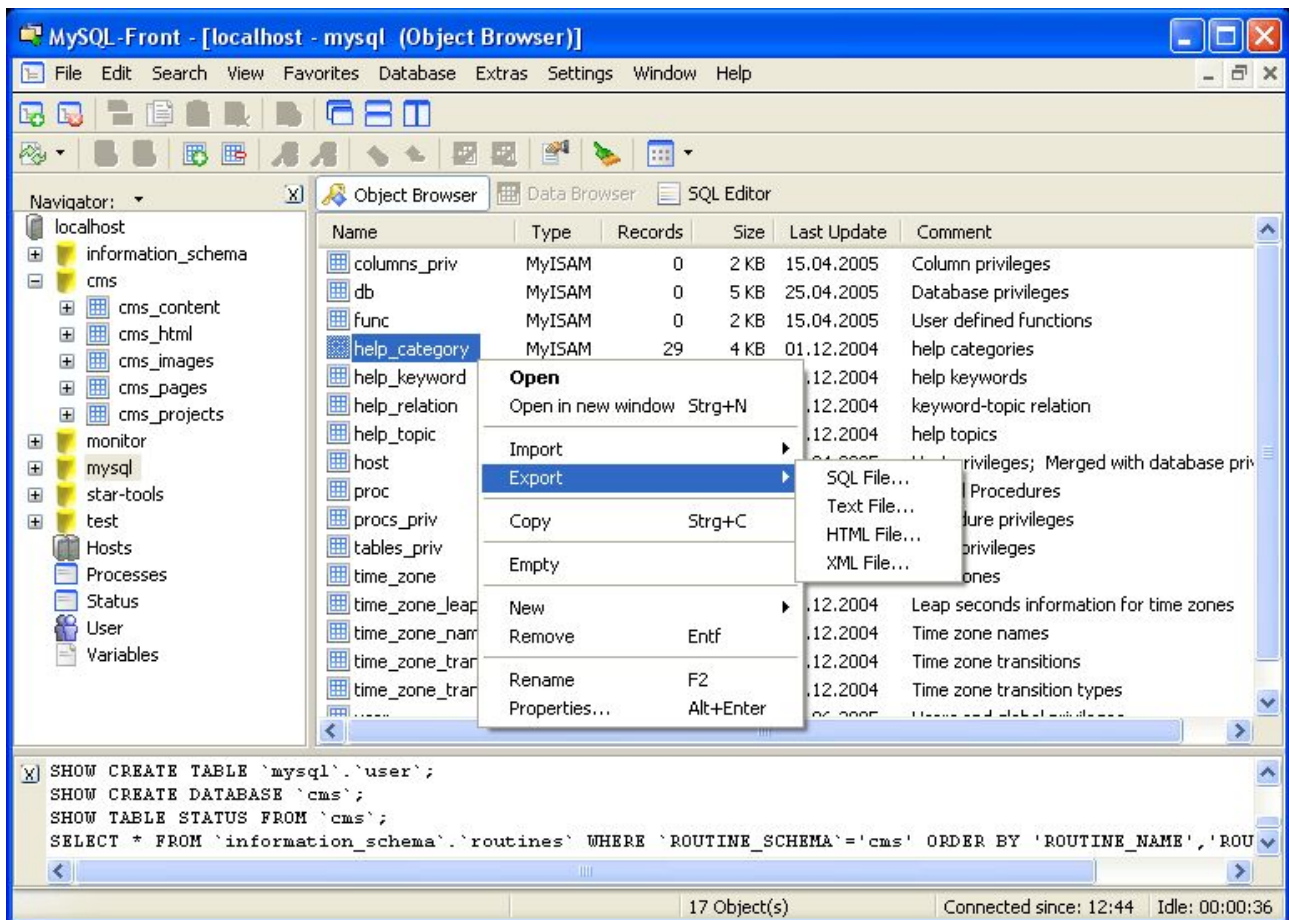 MySQL-Front - [localhost - mysql (Object Browser)]
File Edit Search View Favorites Database Extras Settings Window Help
Navigator:
localhost
information_schema
cms
cms_content
cms_html
cms_images
cms_pages
cms_projects
monitor
mysql
star-tools
test
Hosts
Processes
Status
User
Variables
Object Browser Data Browser SQL Editor
Name Type Records Size Last Update Comment
columns_priv MyISAM 0 2 KB 15.04.2005 Column privileges
db MyISAM 0 5 KB 25.04.2005 Database privileges
func MyISAM 0 2 KB 15.04.2005 User defined functions
help_category MyISAM 29 4 KB 01.12.2004 help categories
help_keyword .12.2004 help keywords
help_relation .12.2004 keyword-topic relation
help_topic .12.2004 help topics
host rivileges; Merged with database priv
proc Procedures
procs_priv privileges
tables_priv privileges
time_zone
time_zone_leap .12.2004 Leap seconds information for time zones
time_zone_nam .12.2004 Time zone names
time_zone_tran .12.2004 Time zone transitions
time_zone_tran .12.2004 Time zone transition types
Open
Open in new window Strg+N
Import
Export
Copy Strg+C
Empty
New
Remove Entf
Rename F2
Properties... Alt+Enter
SQL File...
Text File...
HTML File...
XML File...
SHOW CREATE TABLE `mysql`.`user`;
SHOW CREATE DATABASE `cms`;
SHOW TABLE STATUS FROM `cms`;
SELECT * FROM `information_schema`.`routines` WHERE `ROUTINE_SCHEMA`='cms' ORDER BY 'ROUTINE_NAME','ROU
17 Object(s) Connected since: 12:44 Idle: 00:00:36